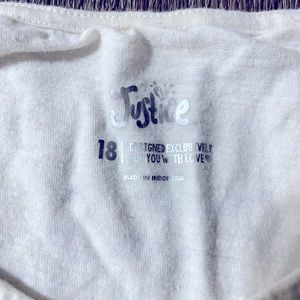 Justice
18
DESIGNED EXCLUSIVELY
FOR YOU WITH LOVE
MADE IN INDONESIA